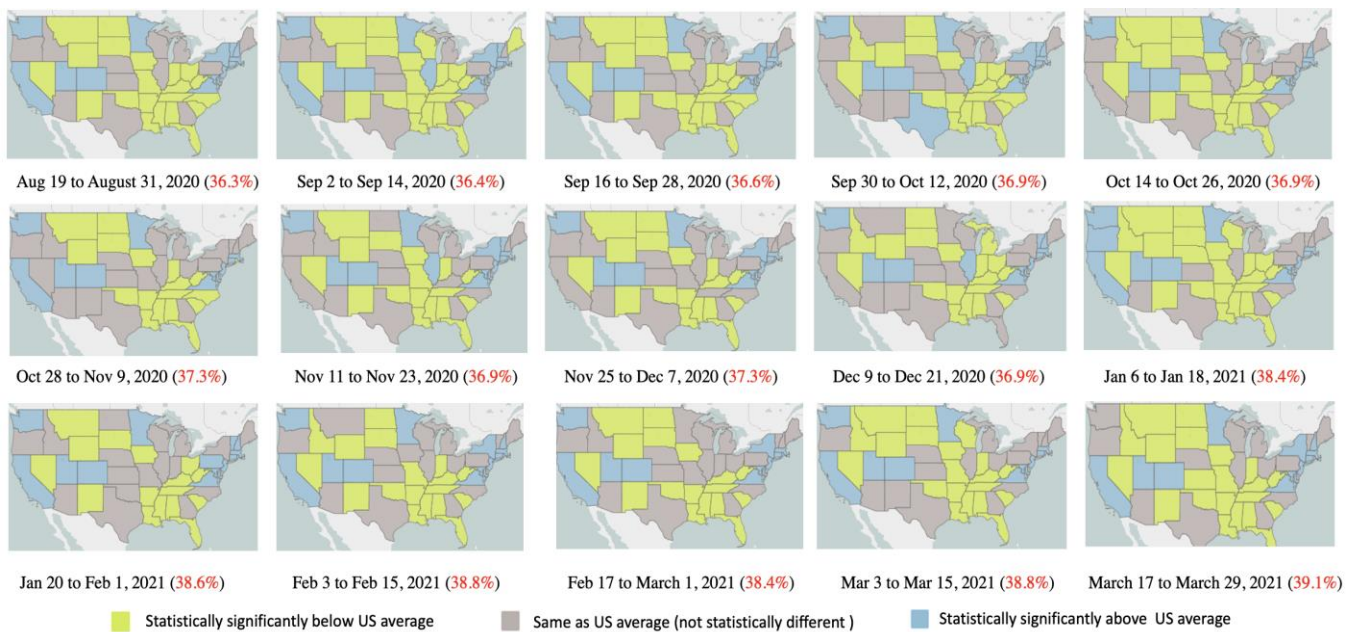 Aug 19 to August 31, 2020 (36.3%)
Sep 2 to Sep 14, 2020 (36.4%)
Sep 16 to Sep 28, 2020 (36.6%)
Sep 30 to Oct 12, 2020 (36.9%)
Oct 14 to Oct 26, 2020 (36.9%)
Oct 28 to Nov 9, 2020 (37.3%)
Nov 11 to Nov 23, 2020 (36.9%)
Nov 25 to Dec 7, 2020 (37.3%)
Dec 9 to Dec 21, 2020 (36.9%)
Jan 6 to Jan 18, 2021 (38.4%)
Jan 20 to Feb 1, 2021 (38.6%)
Feb 3 to Feb 15, 2021 (38.8%)
Feb 17 to March 1, 2021 (38.4%)
Mar 3 to Mar 15, 2021 (38.8%)
March 17 to March 29, 2021 (39.1%)
Statistically significantly below US average
Same as US average (not statistically different )
Statistically significantly above US average